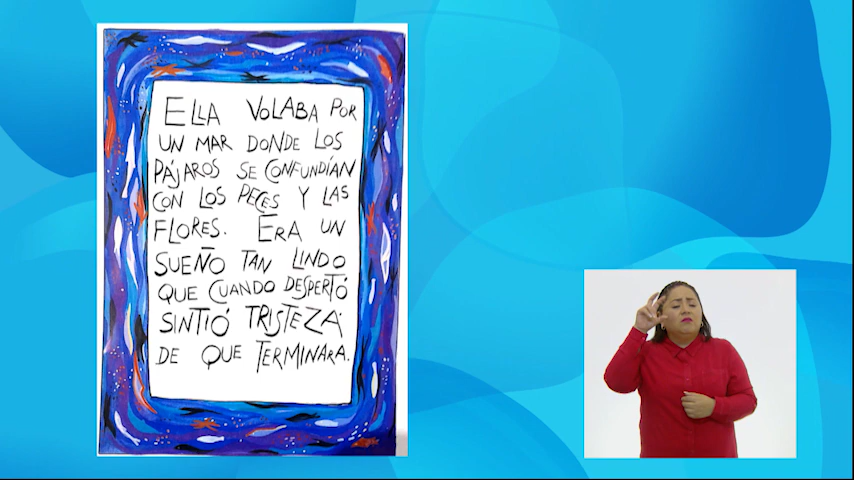 ELLA VOLABA POR
UN MAR DONDE LOS
PÁJAROS SE CONFUNDÍAN
CON LOS PECES Y LAS
FLORES. ERA UN
SUEÑO TAN LINDO
QUE CUANDO DESPERTÓ
SINTIÓ TRISTEZA
DE QUE TERMINARA.